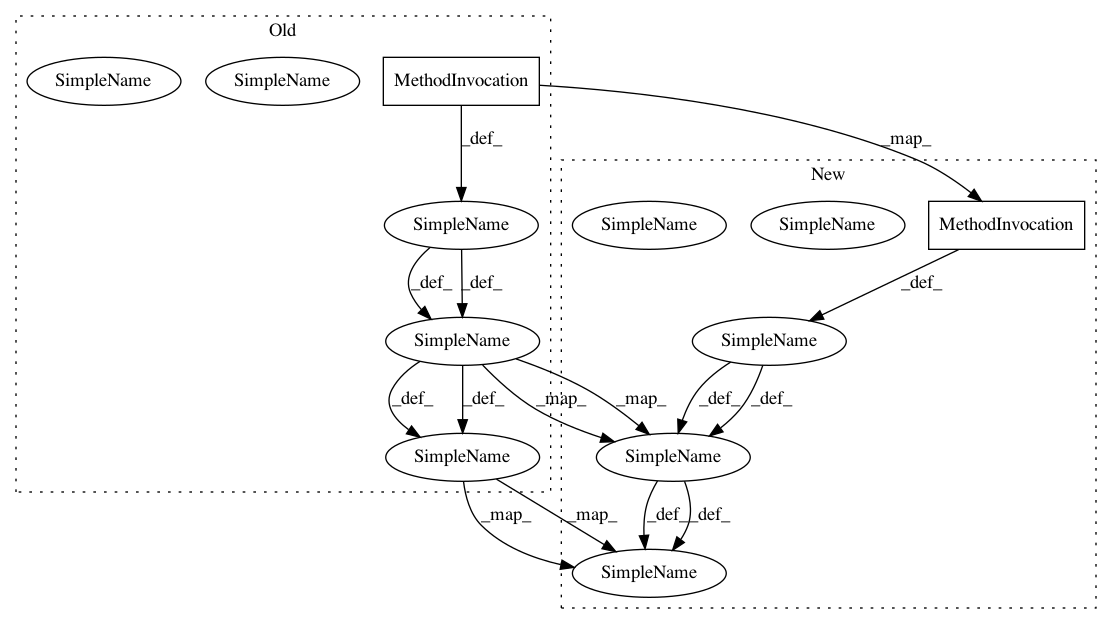 Old
SimpleName SimpleName MethodInvocation
_def_ _map_
New
SimpleName SimpleName SimpleName MethodInvocation
_def_ _def_ _def_
SimpleName SimpleName
_def_ _def_ _map_ _map_ _def_ _def_
SimpleName SimpleName
_map_ _map_ _def_ _def_
SimpleName